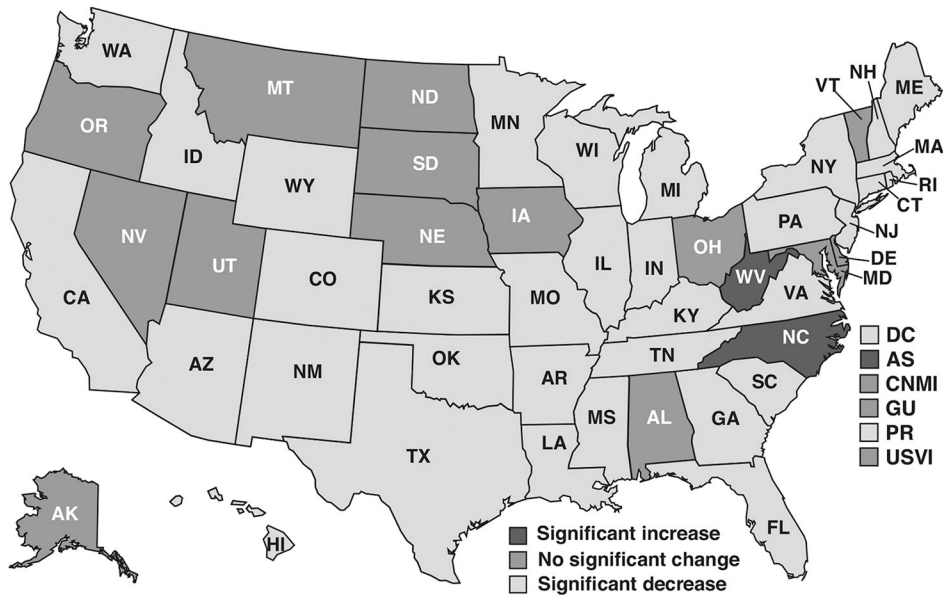 WA
MT
ND
MN
VT
NH
ME
OR
ID
SD
WI
MI
NY
MA
RI
CT
WY
NV
UT
NE
IA
PA
NJ
OH
DE
MD
CA
CO
KS
MO
IL
IN
WV
VA
KY
NC
AZ
NM
OK
AR
TN
SC
MS
AL
GA
TX
LA
FL
AK
HI
DC
AS
CNMI
GU
PR
USVI
Significant increase
No significant change
Significant decrease